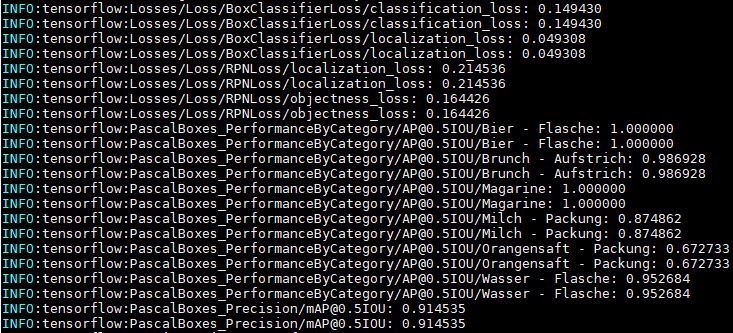 INFO:tensorflow:Losses/Loss/BoxClassifierLoss/classification_loss: 0.149430
INFO:tensorflow:Losses/Loss/BoxClassifierLoss/classification_loss: 0.149430
INFO:tensorflow:Losses/Loss/BoxClassifierLoss/localization_loss: 0.049308
INFO:tensorflow:Losses/Loss/BoxClassifierLoss/localization_loss: 0.049308
INFO:tensorflow:Losses/Loss/RPNLoss/localization_loss: 0.214536
INFO:tensorflow:Losses/Loss/RPNLoss/localization_loss: 0.214536
INFO:tensorflow:Losses/Loss/RPNLoss/objectness_loss: 0.164426
INFO:tensorflow:Losses/Loss/RPNLoss/objectness_loss: 0.164426
INFO:tensorflow:PascalBoxes_PerformanceByCategory/AP@0.5IOU/Bier - Flasche: 1.000000
INFO:tensorflow:PascalBoxes_PerformanceByCategory/AP@0.5IOU/Bier - Flasche: 1.000000
INFO:tensorflow:PascalBoxes_PerformanceByCategory/AP@0.5IOU/Brunch - Aufstrich: 0.986928
INFO:tensorflow:PascalBoxes_PerformanceByCategory/AP@0.5IOU/Brunch - Aufstrich: 0.986928
INFO:tensorflow:PascalBoxes_PerformanceByCategory/AP@0.5IOU/Magarine: 1.000000
INFO:tensorflow:PascalBoxes_PerformanceByCategory/AP@0.5IOU/Magarine: 1.000000
INFO:tensorflow:PascalBoxes_PerformanceByCategory/AP@0.5IOU/Milch - Packung: 0.874862
INFO:tensorflow:PascalBoxes_PerformanceByCategory/AP@0.5IOU/Milch - Packung: 0.874862
INFO:tensorflow:PascalBoxes_PerformanceByCategory/AP@0.5IOU/Orangensaft - Packung: 0.672733
INFO:tensorflow:PascalBoxes_PerformanceByCategory/AP@0.5IOU/Orangensaft - Packung: 0.672733
INFO:tensorflow:PascalBoxes_PerformanceByCategory/AP@0.5IOU/Wasser - Flasche: 0.952684
INFO:tensorflow:PascalBoxes_PerformanceByCategory/AP@0.5IOU/Wasser - Flasche: 0.952684
INFO:tensorflow:PascalBoxes_Precision/mAP@0.5IOU: 0.914535
INFO:tensorflow:PascalBoxes_Precision/mAP@0.5IOU: 0.914535